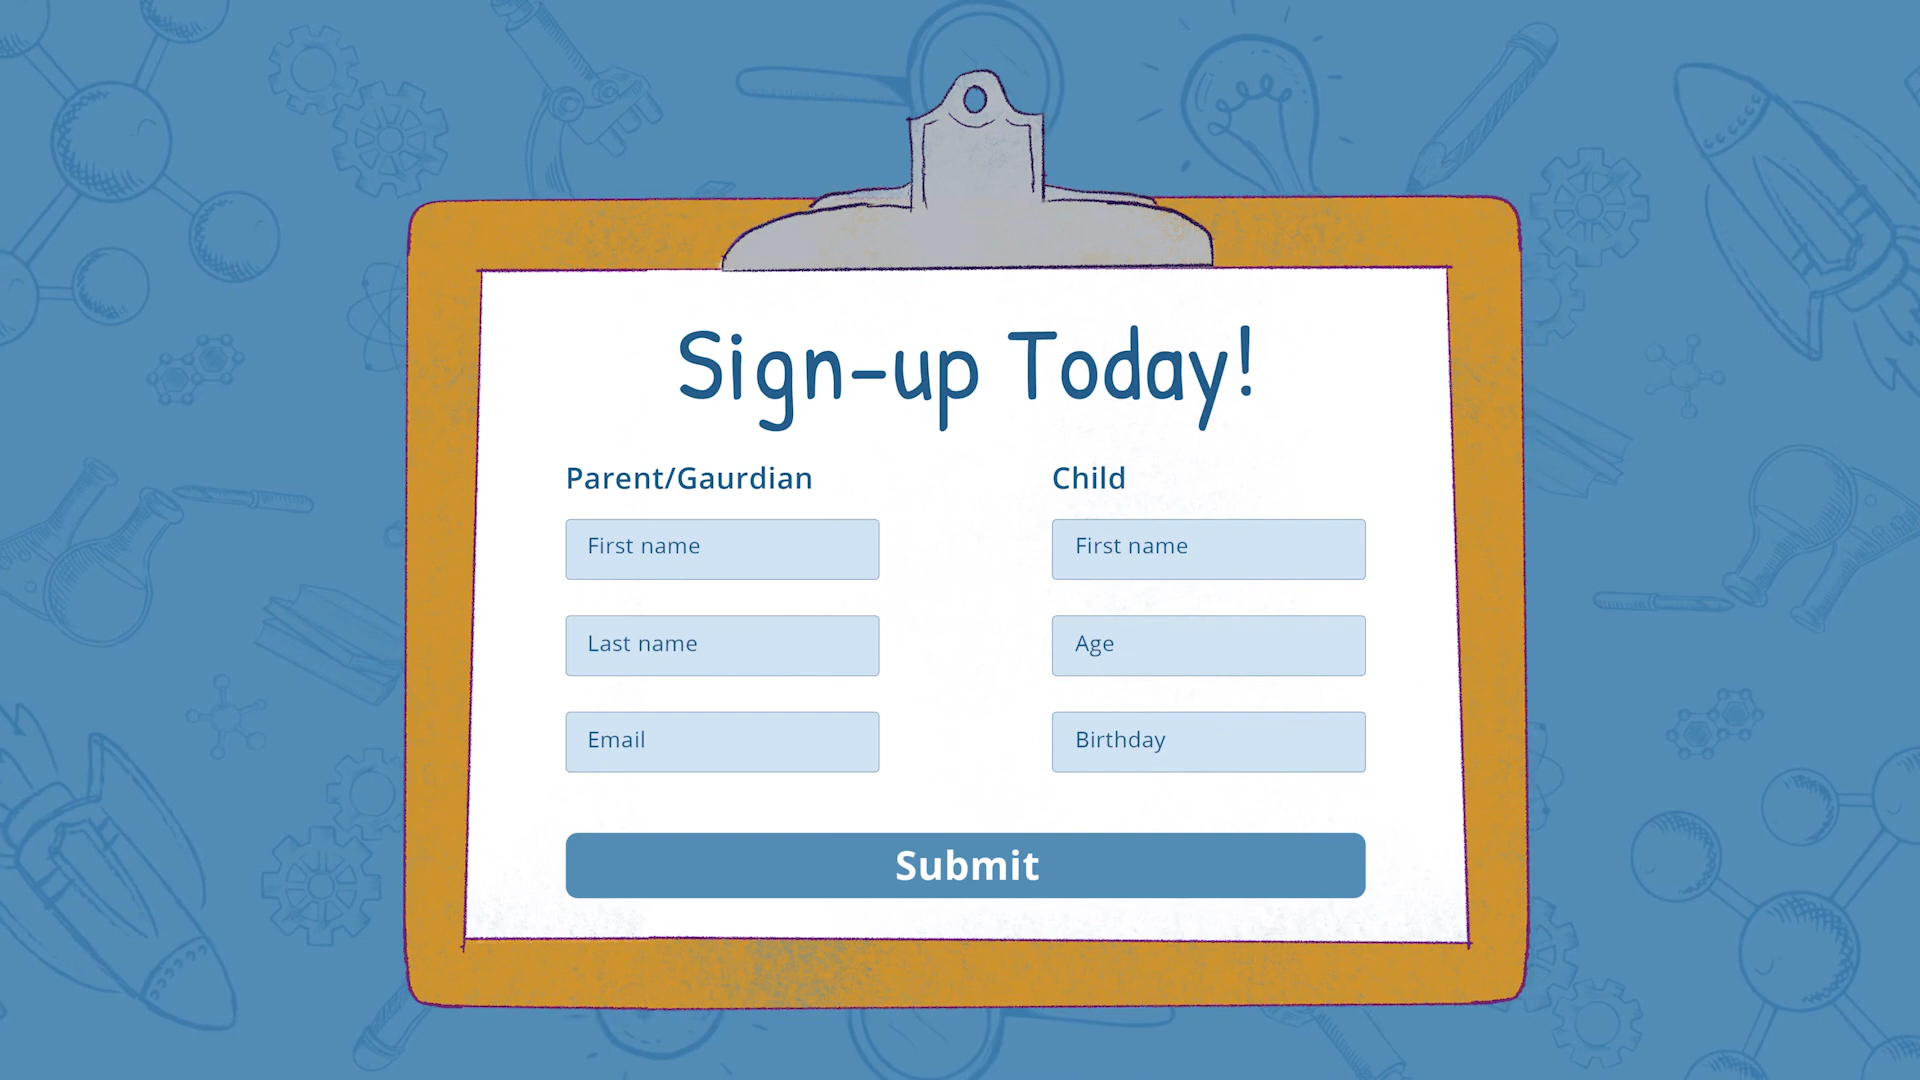 Sign-up Today!
Parent/Gaurdian
First name
Last name
Email
Child
First name
Age
Birthday
Submit